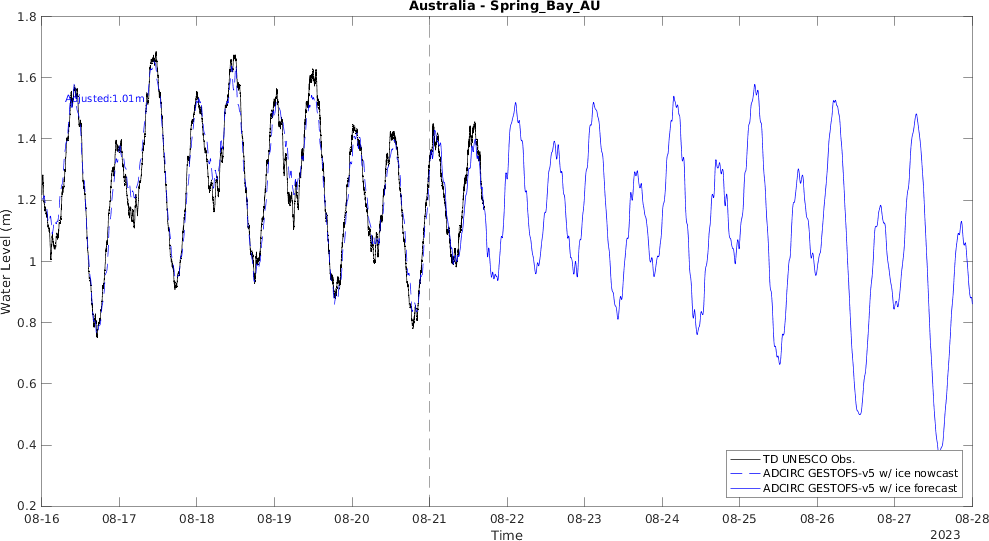 Australia - Spring_Bay_AU
1.8
1.6
1.4
1.2
1
0.8
0.6
0.4
0.2
Water Level (m)
Adjusted:1.01m
TD UNESCO Obs.
ADCIRC GESTOFS-v5 w/ ice nowcast
ADCIRC GESTOFS-v5 w/ ice forecast
08-16 08-17 08-18 08-19 08-20 08-21 08-22 08-23 08-24 08-25 08-26 08-27 08-28
Time
2023